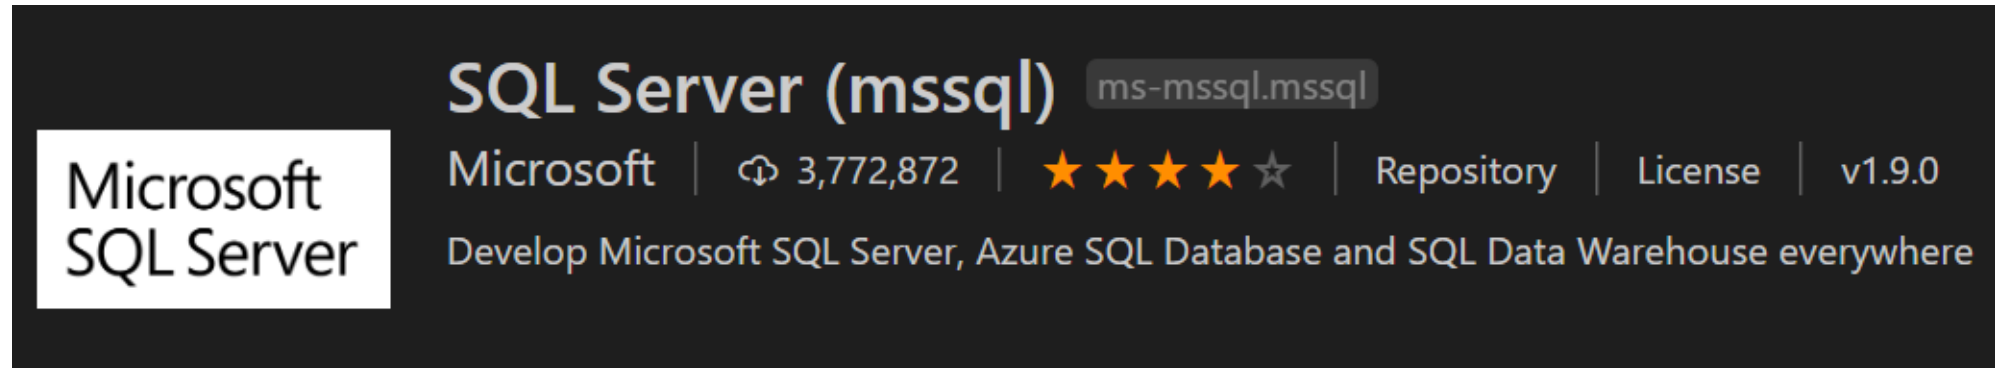 Microsoft
SQL Server
SQL Server (mssql) ms-mssql.mssql
Microsoft | 3,772,872 | Repository | License | v1.9.0
Develop Microsoft SQL Server, Azure SQL Database and SQL Data Warehouse everywhere